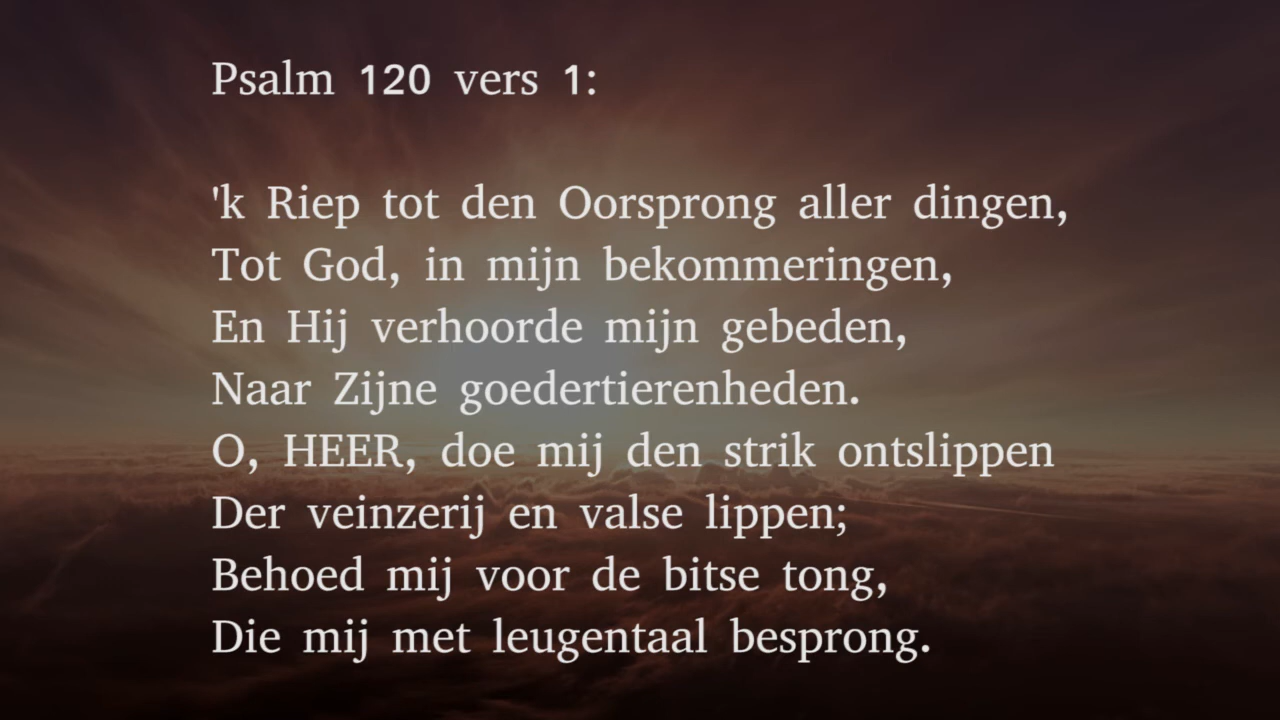 Psalm 120 vers 1:
'k Riep tot den Oorsprong aller dingen,
Tot God, in mijn bekommeringen,
En Hij verhoorde mijn gebeden,
Naar Zijne goedertierenheden.
O, HEER, doe mij den strik ontslippen
Der veinzerij en valse lippen;
Behoed mij voor de bitse tong,
Die mij met leugentaal besprong.